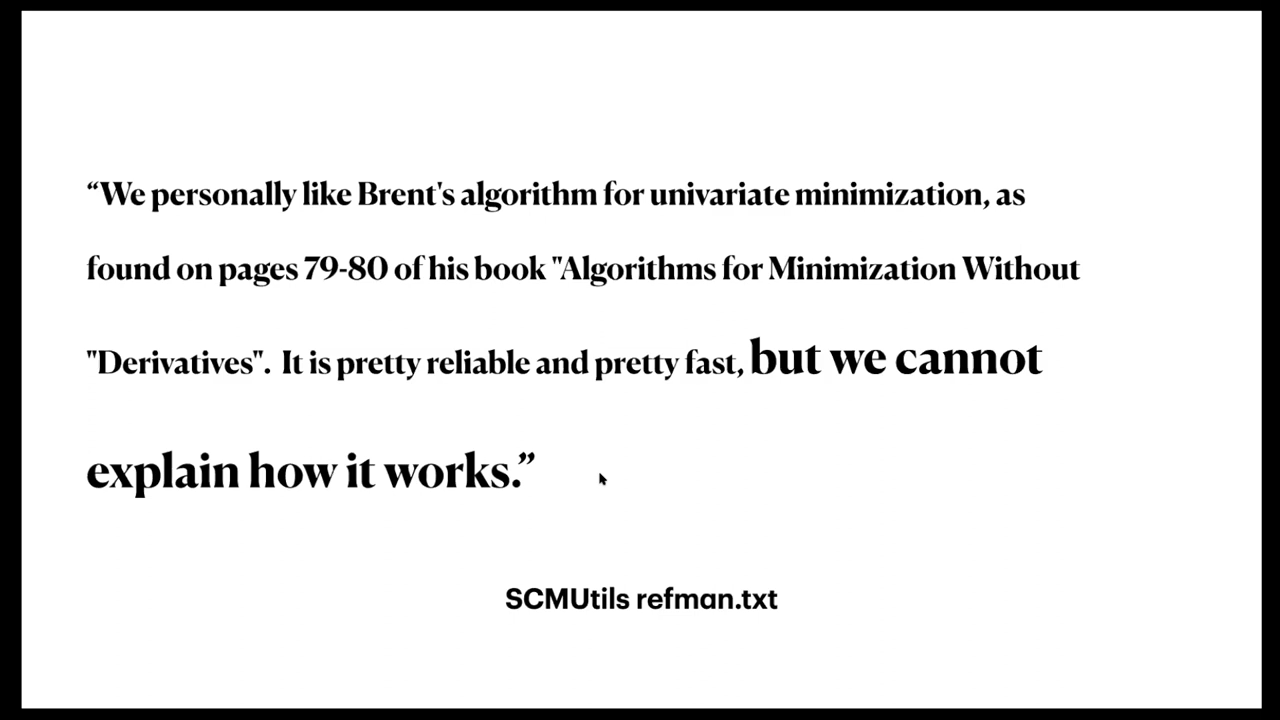 “We personally like Brent's algorithm for univariate minimization, as
found on pages 79-80 of his book "Algorithms for Minimization Without
"Derivatives".  It is pretty reliable and pretty fast, but we cannot
explain how it works.”
SCMUtils refman.txt